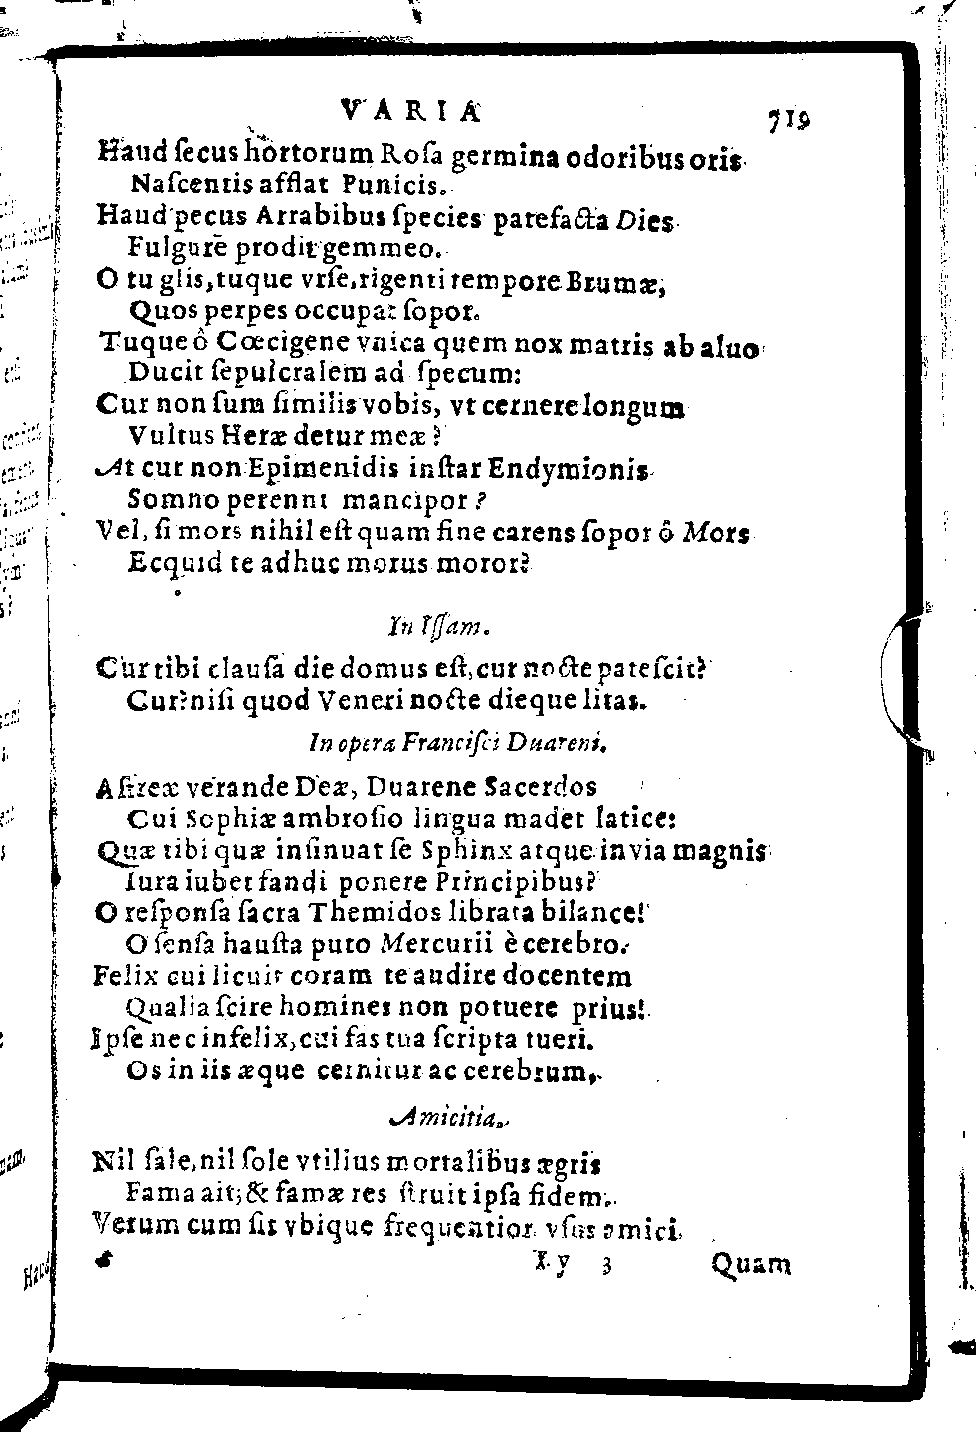 VARIA 719
Haud ſecus hortorum Roſa germina odoribus oris
Naſcentis afflat Punicis.
Haud pecus Arrabibus ſpecies patefacta Dies
Fulgurē prodit gemmeo.
O tu glis, tuque vrſe, rigenti tempore Brumæ,
Quos perpes occupat ſopor.
Tuque ô Cœcigene vnica quem nox matris ab aluo
Ducit ſepulcralem ad ſpecum:
Cur non ſum ſimilis vobis, vt cernere longum
Vultus Heræ detur meæ?
At cur non Epimenidis inſtar Endymionis
Somno perenni mancipor?
Vel, ſi mors nihil eſt quam fine carens ſopor ô Mors
Ecquid te adhuc morus moror?
In Iſſam.
Cur tibi clauſa die domus eſt, cur nocte pateſcit?
Cur? niſi quod Veneri nocte dieque litas.
In opera Franciſci Duareni.
Aſtreæ verande Deæ, Duarene Sacerdos
Cui Sophiæ ambroſio lingua madet latice:
Quæ tibi quæ inſinuat ſe Sphinx atque invia magnis
Iura iubet fandi ponere Principibus?
O reſponſa ſacra Themidos librata bilance!
O ſenſa hauſta puto Mercurii è cerebro.
Felix cui licuit coram te audire docentem
Qualia ſcire homines non potuere prius!
Ipſe nec infelix, cui fas tua ſcripta tueri.
Os in iis æque cernitur ac cerebrum.
Amicitia.
Nil ſale, nil ſole vtilius mortalibus ægris
Fama ait; & famæ res ſtruit ipſa fidem.
Verum cum ſit vbique frequentior vſus amici,
Yy 3 Quam